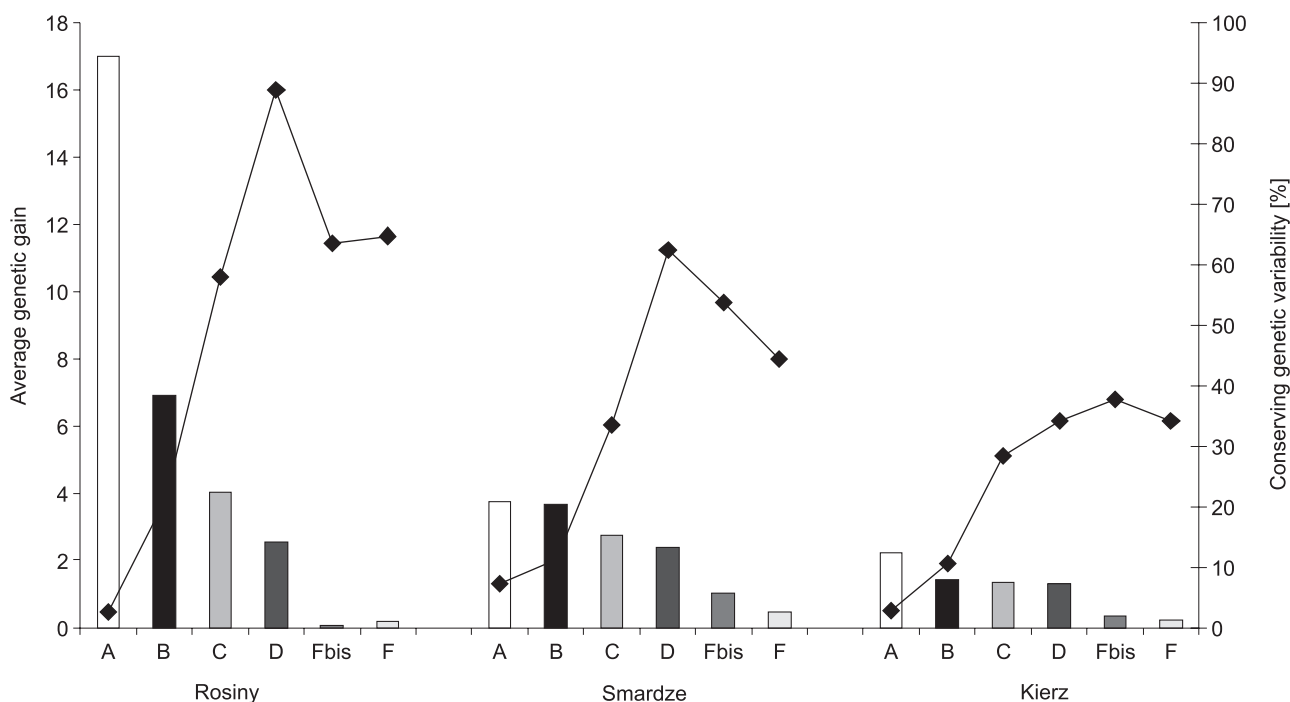 18
16
14
12
10
8
6
4
2
0
Average genetic gain
100
90
80
70
60
50
40
30
20
10
0
Conserving genetic variability [%]
A B C D Fbis F
A B C D Fbis F
A B C D Fbis F
Rosiny
Smardze
Kierz